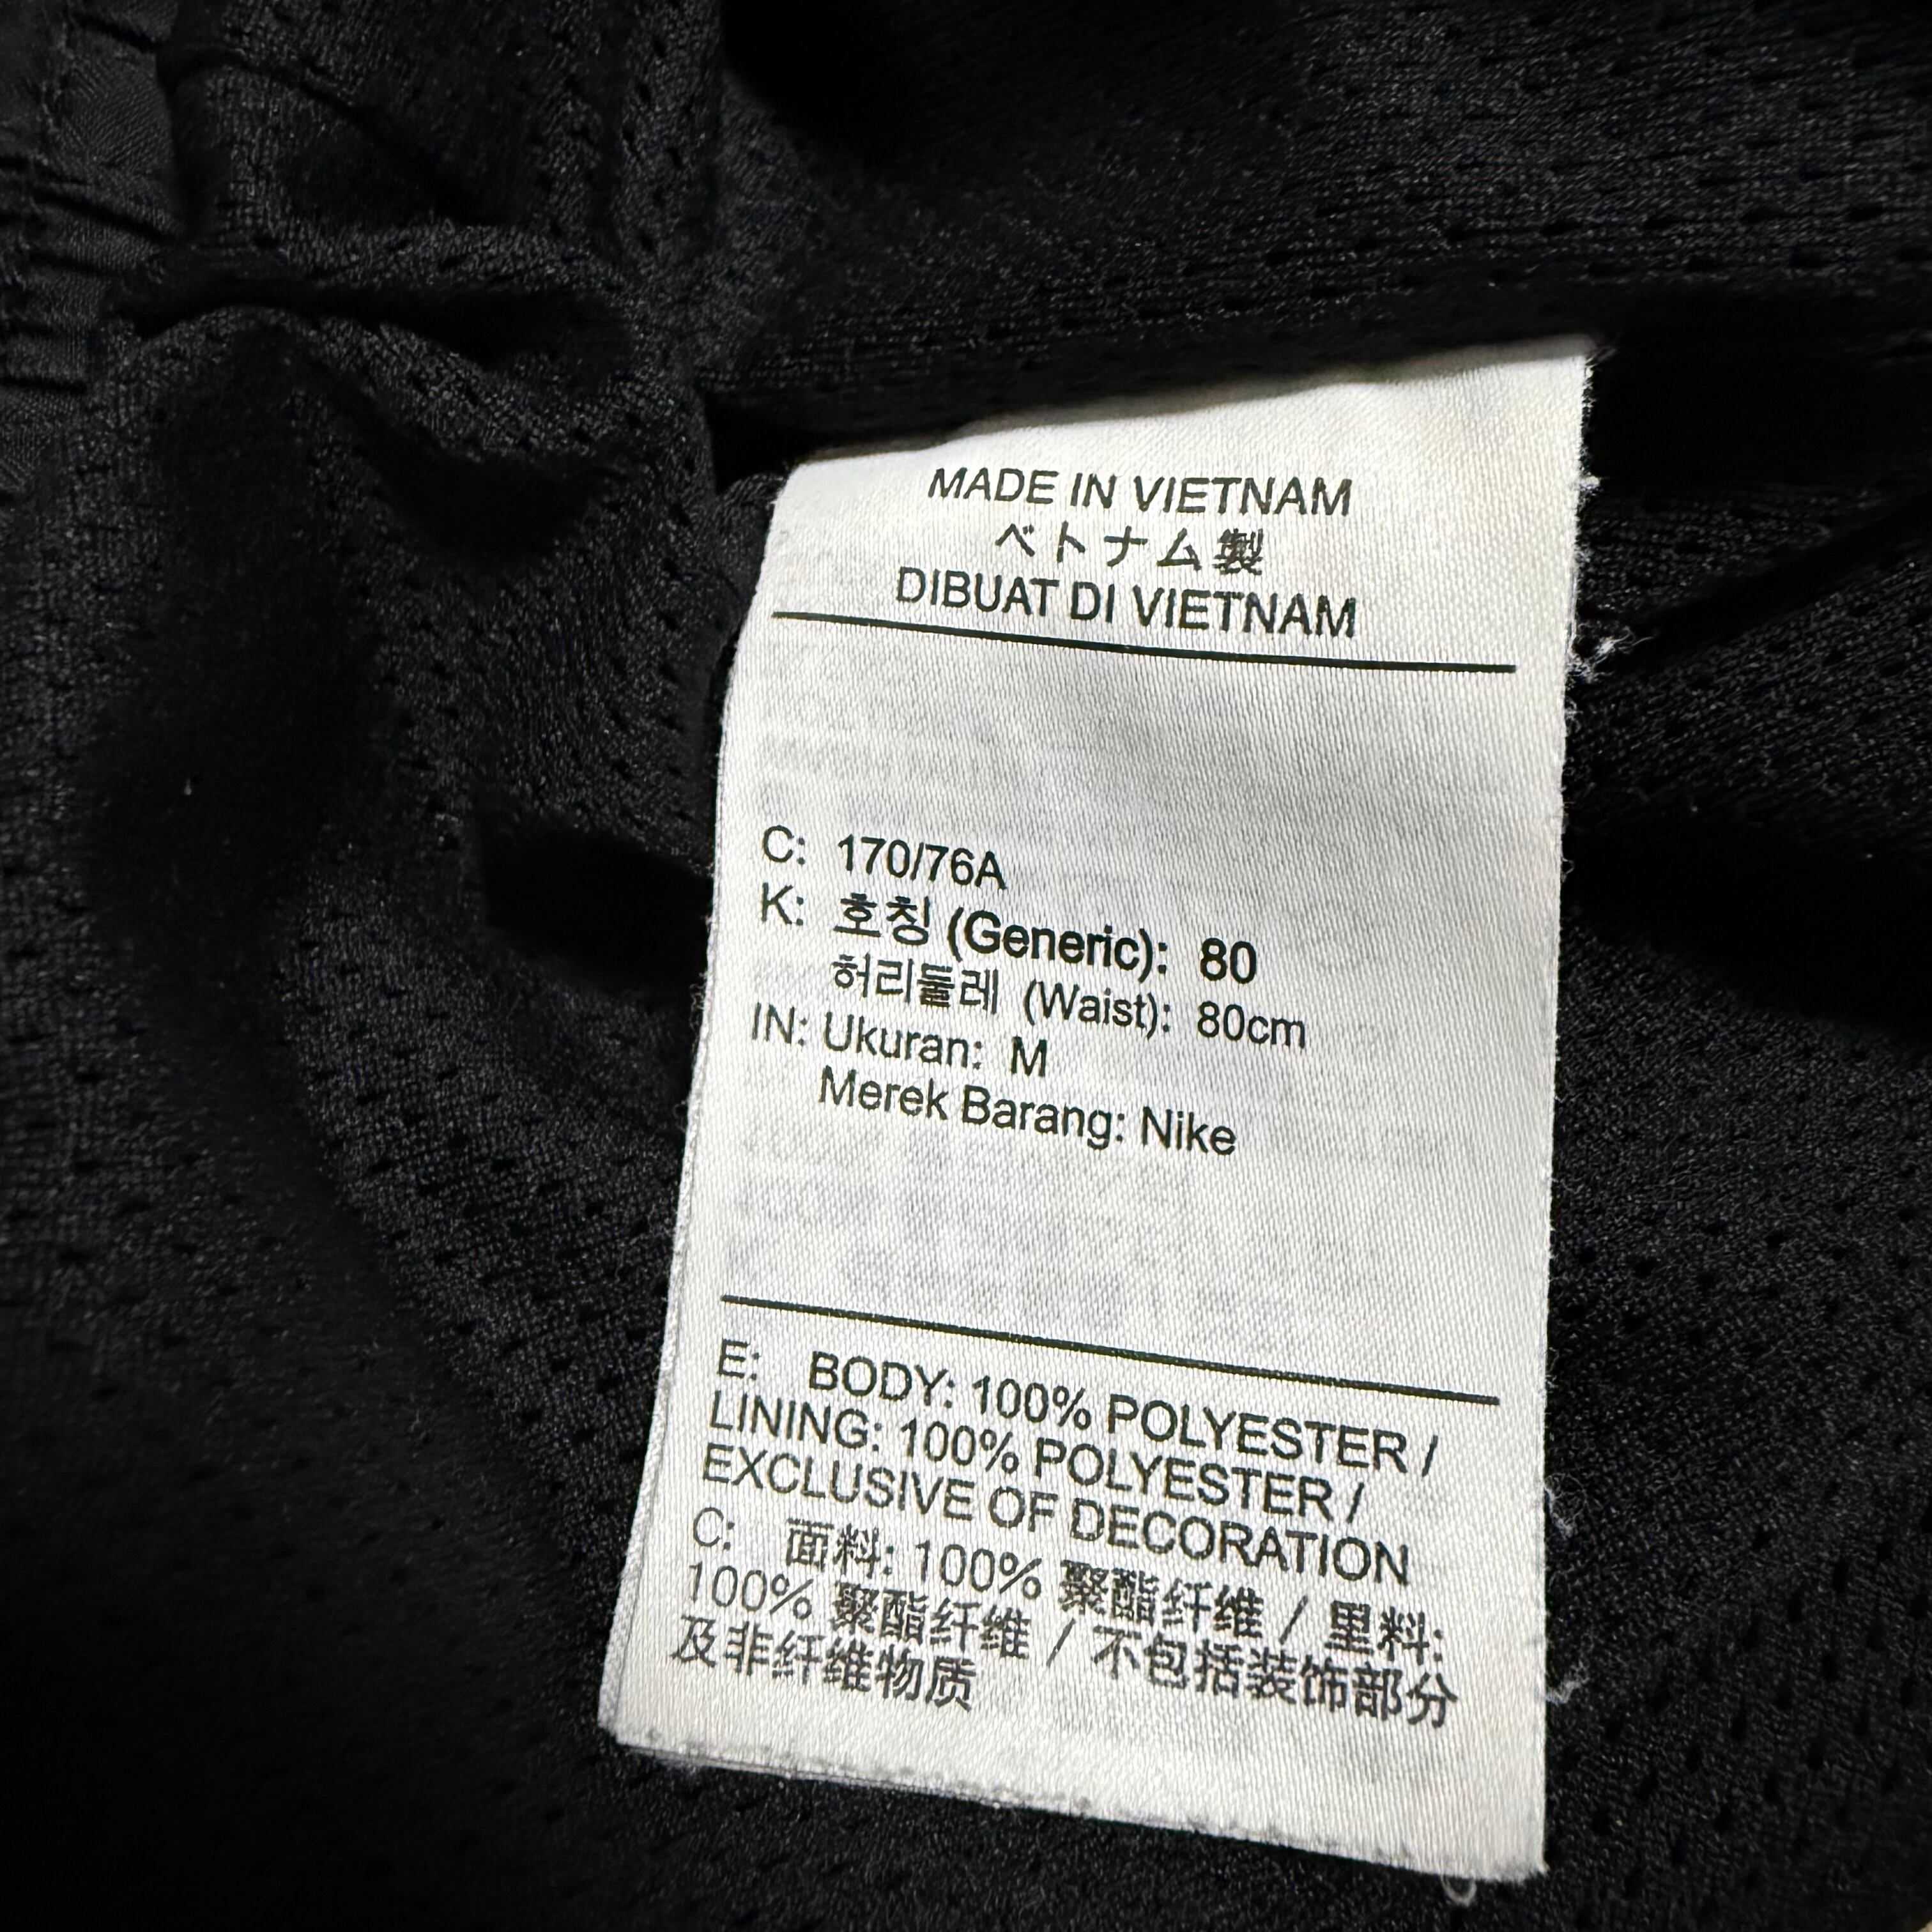 MADE IN VIETNAM
ベトナム製
DIBUAT DI VIETNAM
C: 170/76A
K: 호칭 (Generic): 80
허리둘레 (Waist): 80cm
IN: Ukuran: M
Merek Barang: Nike
E: BODY: 100% POLYESTER /
LINING: 100% POLYESTER /
EXCLUSIVE OF DECORATION
C: 面料: 100% 聚酯纤维 / 里料:
100% 聚酯纤维 / 不包括装饰部分
及非纤维物质